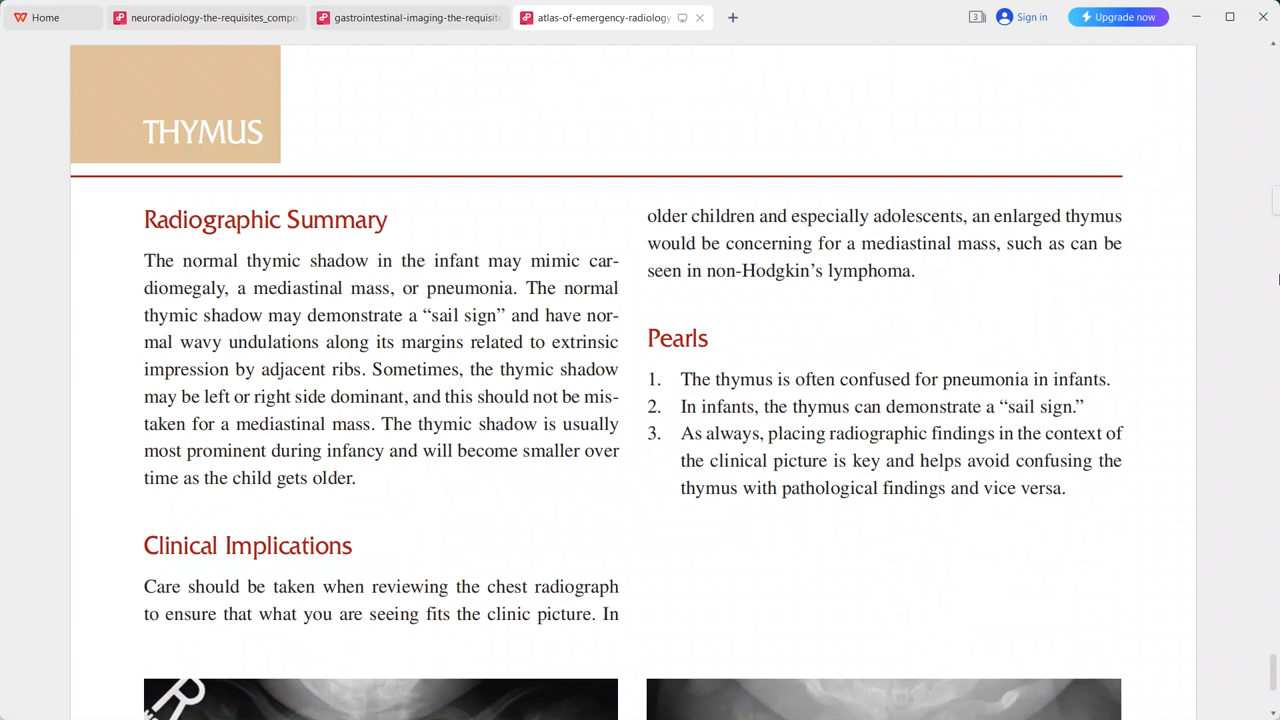 Home
neuroradiology-the-requisites_compr
gastrointestinal-imaging-the-requisite
atlas-of-emergency-radiology
3
Sign in
Upgrade now
THYMUS
Radiographic Summary
The normal thymic shadow in the infant may mimic car-
diomegaly, a mediastinal mass, or pneumonia. The normal
thymic shadow may demonstrate a “sail sign” and have nor-
mal wavy undulations along its margins related to extrinsic
impression by adjacent ribs. Sometimes, the thymic shadow
may be left or right side dominant, and this should not be mis-
taken for a mediastinal mass. The thymic shadow is usually
most prominent during infancy and will become smaller over
time as the child gets older.
Clinical Implications
Care should be taken when reviewing the chest radiograph
to ensure that what you are seeing fits the clinic picture. In
older children and especially adolescents, an enlarged thymus
would be concerning for a mediastinal mass, such as can be
seen in non-Hodgkin’s lymphoma.
Pearls
1. The thymus is often confused for pneumonia in infants.
2. In infants, the thymus can demonstrate a “sail sign.”
3. As always, placing radiographic findings in the context of
the clinical picture is key and helps avoid confusing the
thymus with pathological findings and vice versa.
R